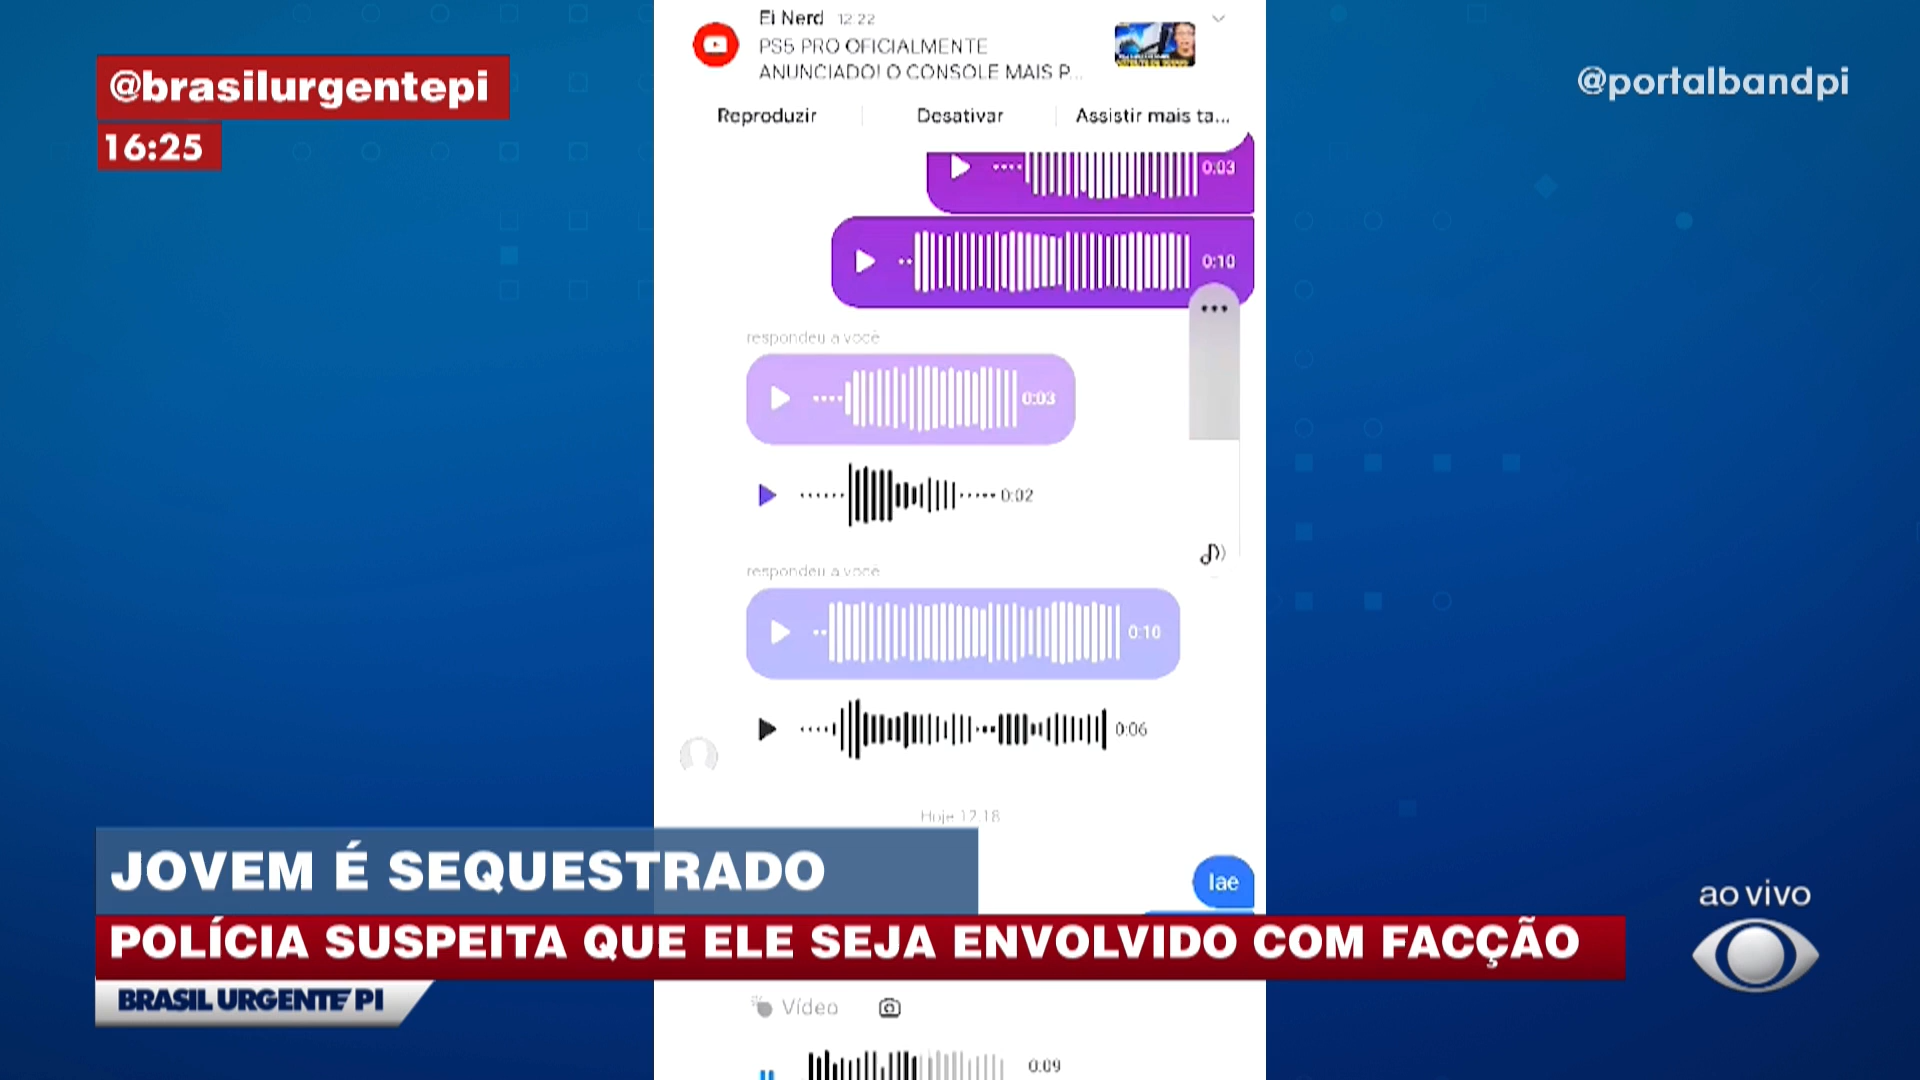 Ei Nerd 12:22
PS5 PRO OFICIALMENTE
ANUNCIADO! O CONSOLE MAIS P...
Reproduzir Desativar Assistir mais ta...
@brasilurgentepi
16:25
@portalbandpi
0:03
0:10
respondeu a você
0:03
0:02
respondeu a você
0:10
0:06
Hoje 12:18
Iae
JOVEM É SEQUESTRADO
POLÍCIA SUSPEITA QUE ELE SEJA ENVOLVIDO COM FACÇÃO
BRASIL URGENTE PI
ao vivo
Vídeo
0:09